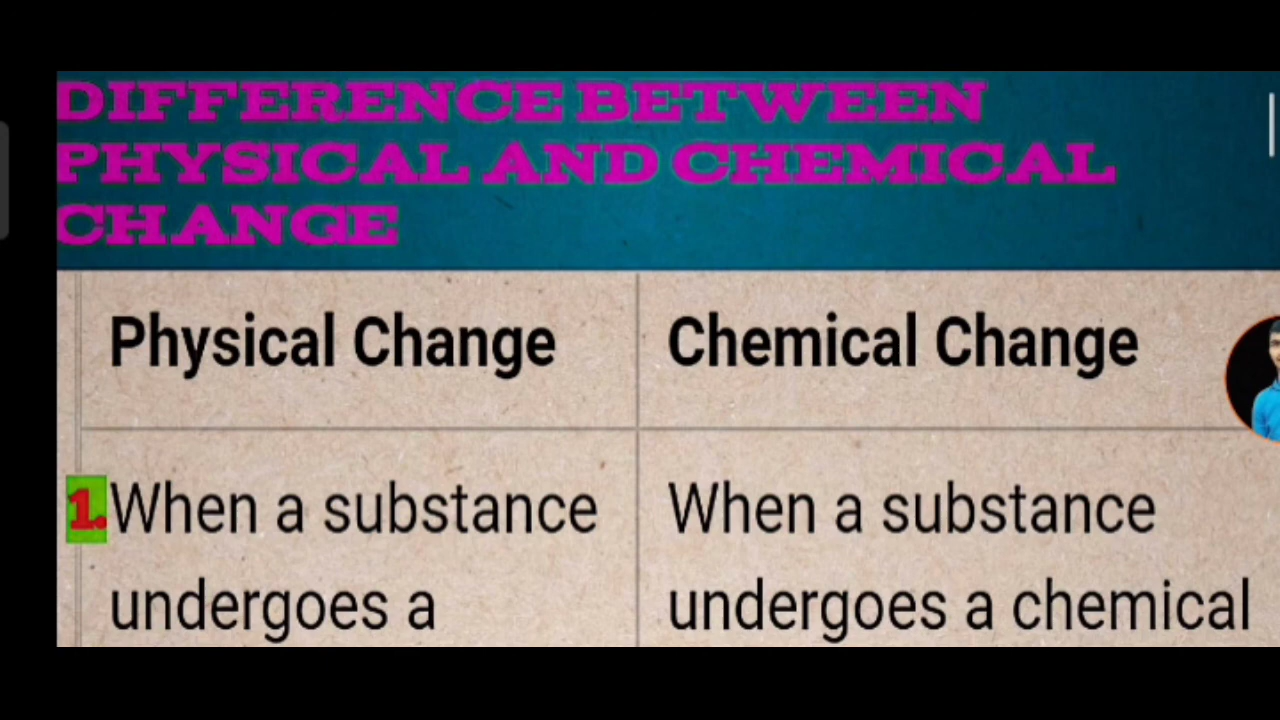 DIFFERENCE BETWEEN
PHYSICAL AND CHEMICAL
CHANGE
Physical Change
Chemical Change
1. When a substance
undergoes a
When a substance
undergoes a chemical